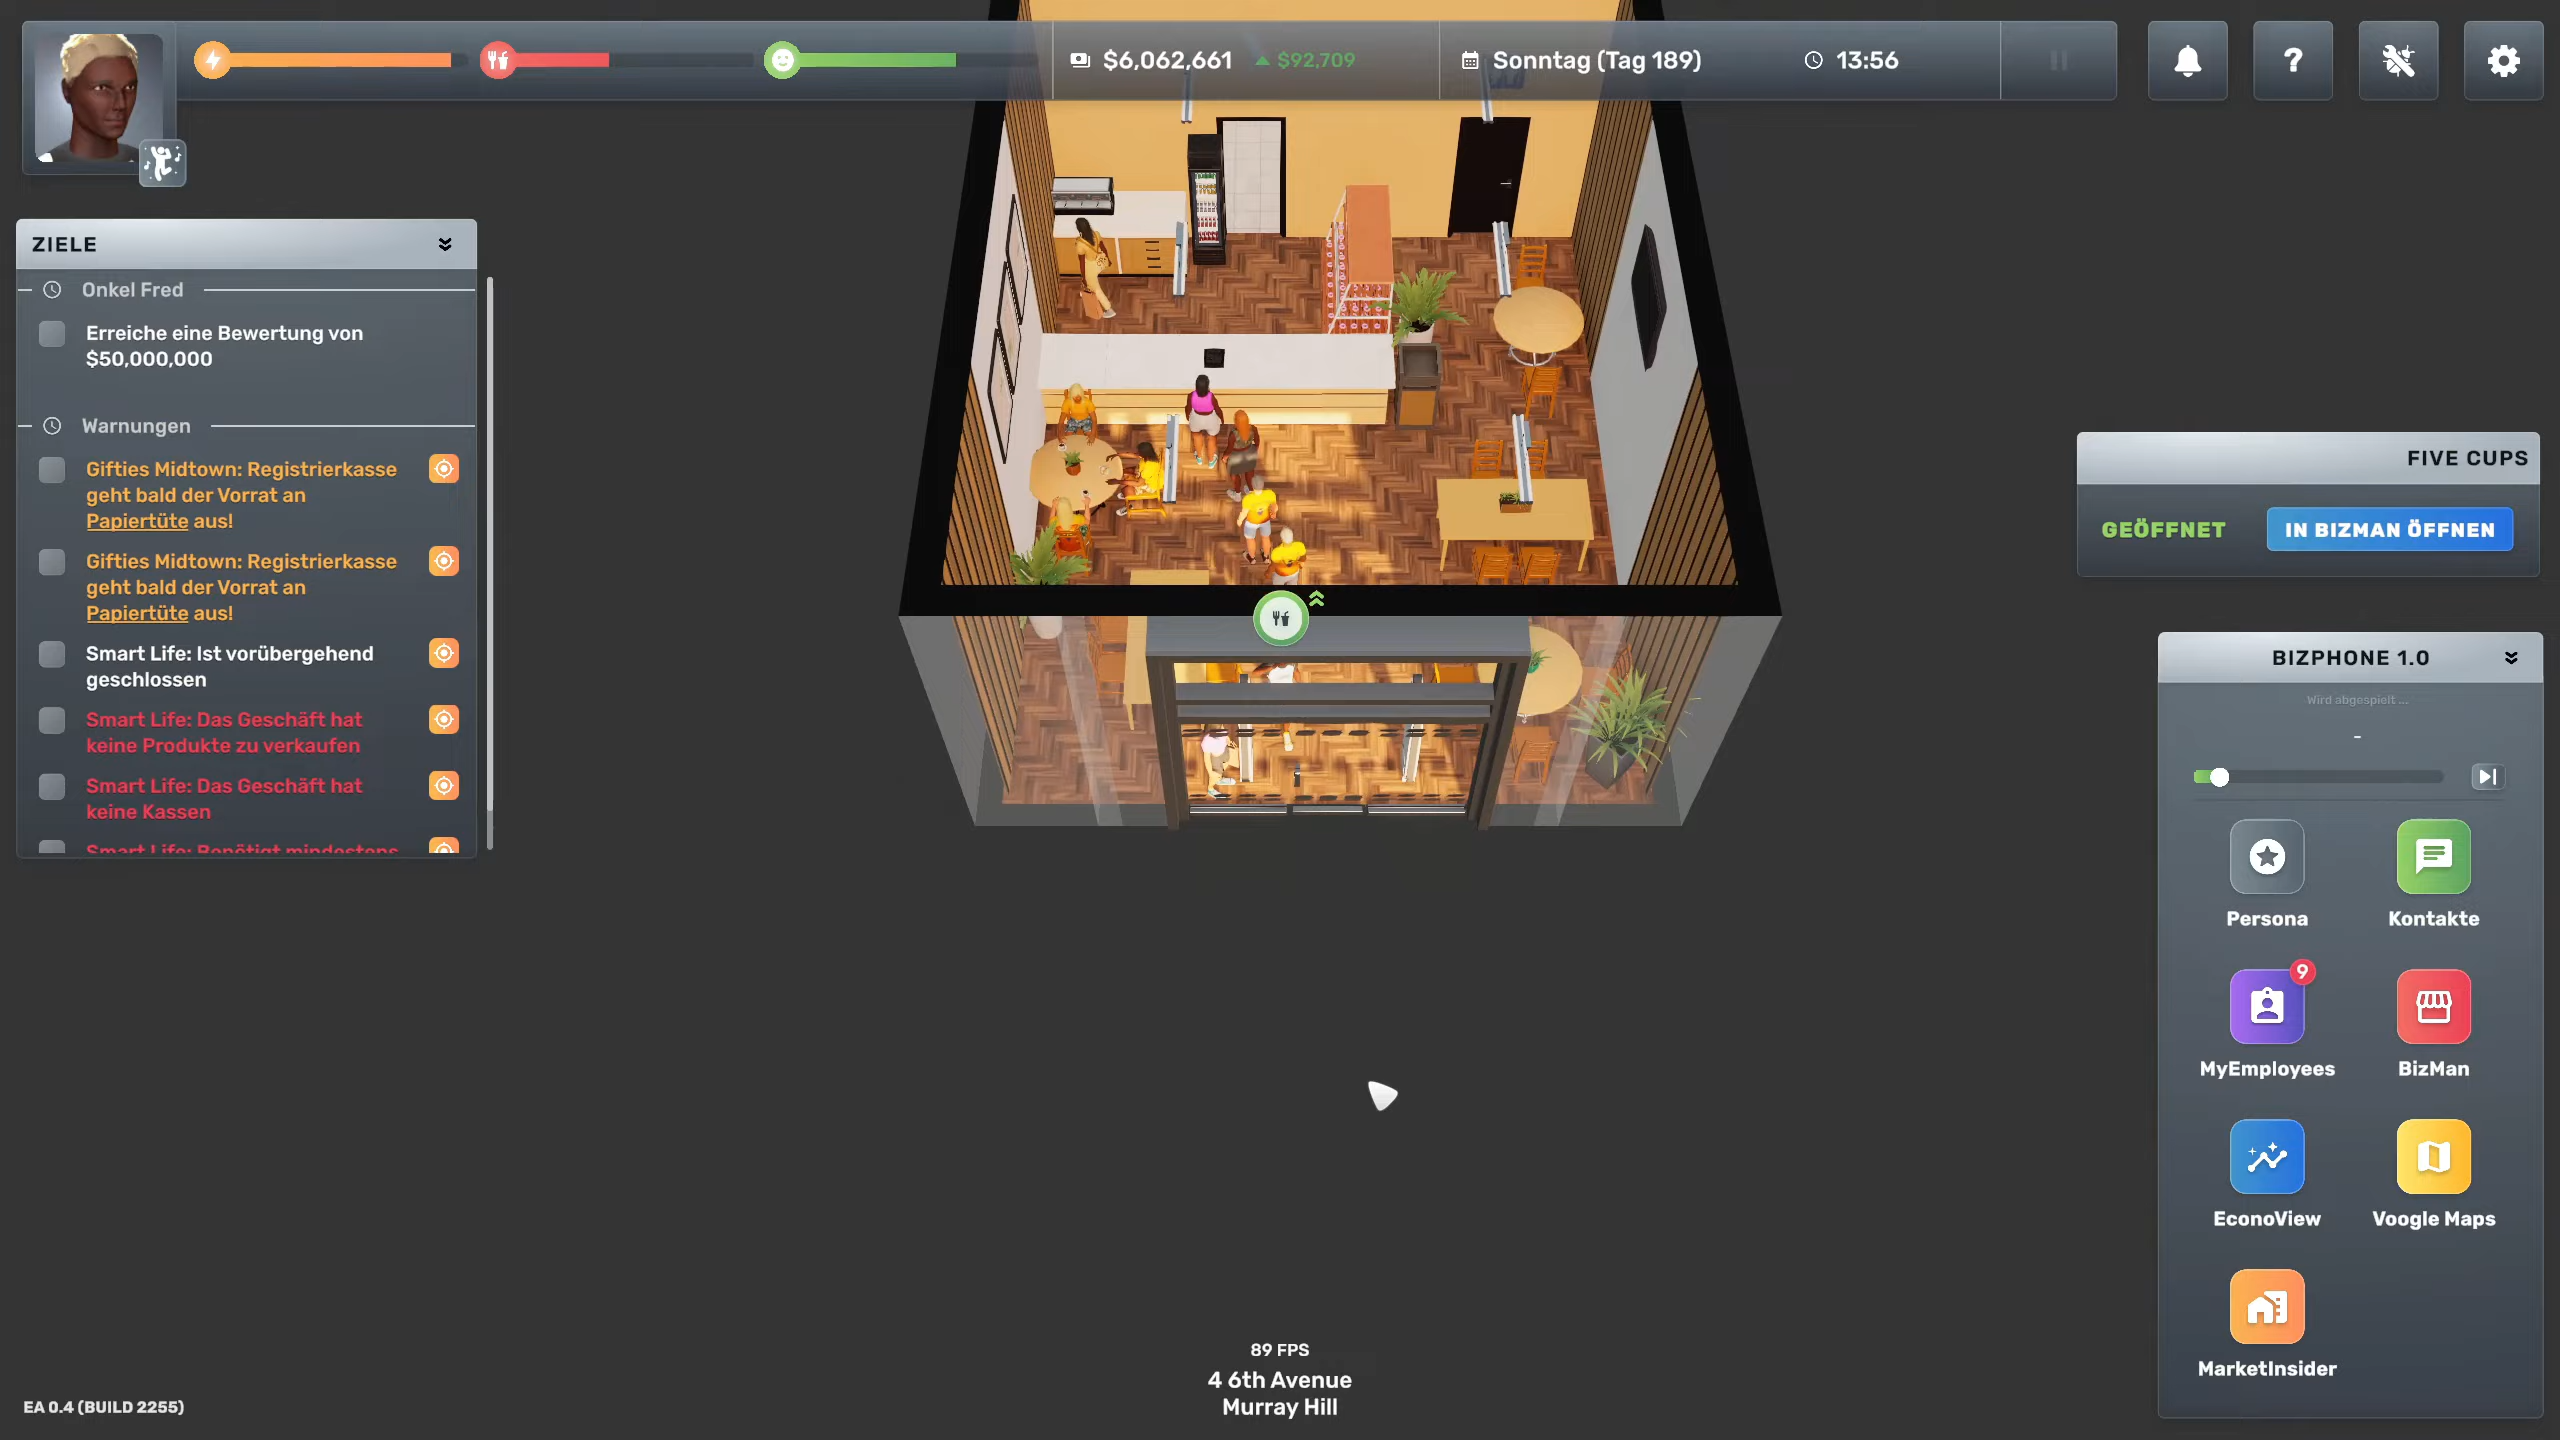 $6,062,661
$92,709
Sonntag (Tag 189)
13:56
?
ZIELE
Onkel Fred
Erreiche eine Bewertung von
$50,000,000
Warnungen
Gifties Midtown: Registrierkasse
geht bald der Vorrat an
Papiertüte aus!
Gifties Midtown: Registrierkasse
geht bald der Vorrat an
Papiertüte aus!
Smart Life: Ist vorübergehend
geschlossen
Smart Life: Das Geschäft hat
keine Produkte zu verkaufen
Smart Life: Das Geschäft hat
keine Kassen
Smart Life: Benötigt mindestens
FIVE CUPS
GEÖFFNET
IN BIZMAN ÖFFNEN
BIZPHONE 1.0
Wird abgespielt ...
-
Persona
Kontakte
9
MyEmployees
BizMan
EconoView
Voogle Maps
MarketInsider
89 FPS
4 6th Avenue
Murray Hill
EA 0.4 (BUILD 2255)